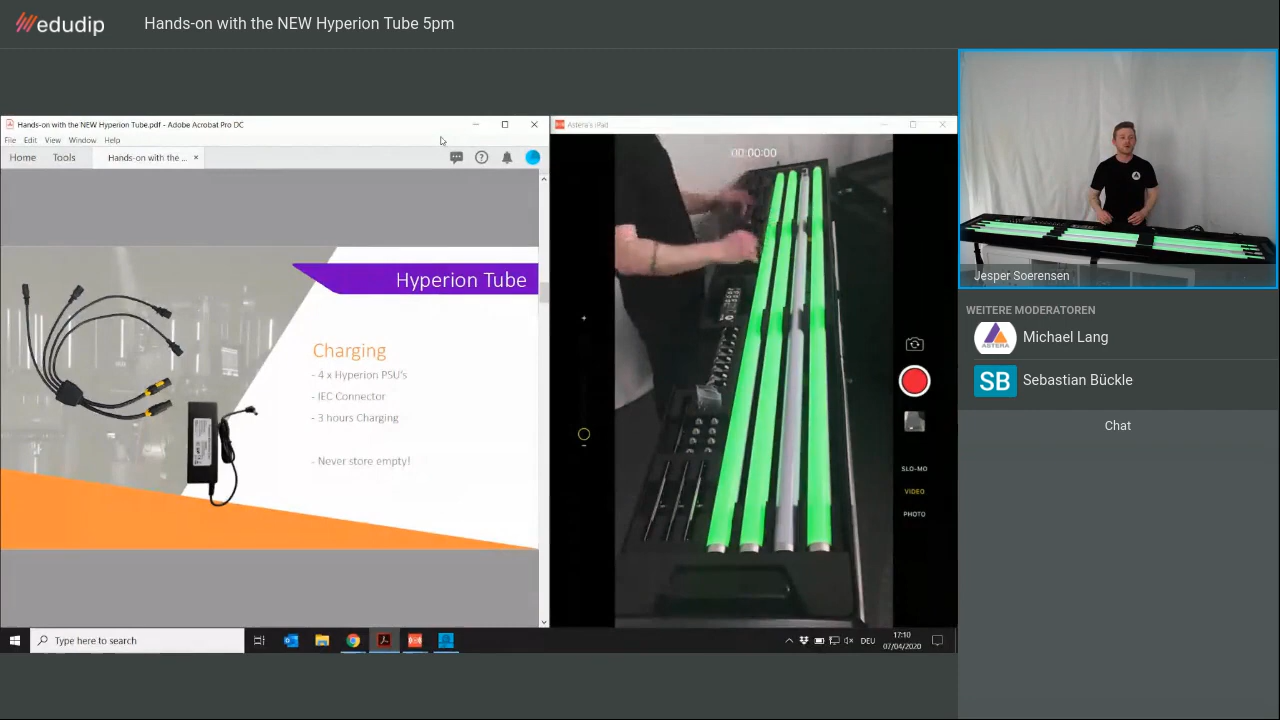 edudip
Hands-on with the NEW Hyperion Tube 5pm
Hands-on with the NEW Hyperion Tube.pdf - Adobe Acrobat Pro DC
File Edit View Window Help
Home Tools Hands-on with the ... ×
Hyperion Tube
Charging
- 4 x Hyperion PSU's
- IEC Connector
- 3 hours Charging
- Never store empty!
Astera's iPad
00:00:00
SLO-MO
VIDEO
PHOTO
Type here to search
DEU
17:10
07/04/2020
Jesper Soerensen
WEITERE MODERATOREN
ASTERA
Michael Lang
SB
Sebastian Bückle
Chat